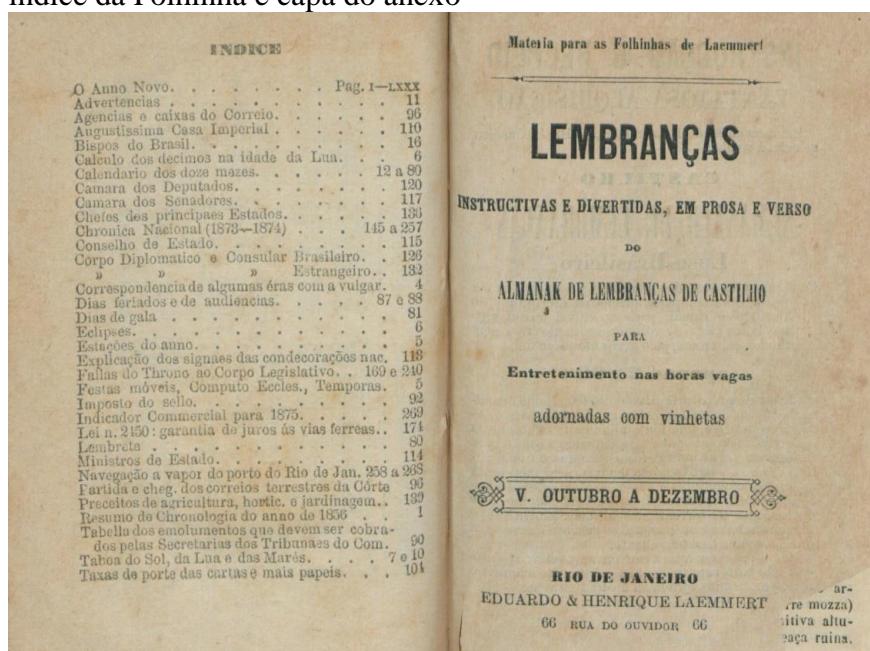 índice da Folhinha e capa do anexo
INDICE
O Anno Novo. . . . . . . . Pag. I—LXXX
Advertencias . . . . . . . . . . 11
Agencias e caixas do Correio. . . . . . 96
Augustissima Casa Imperial . . . . . . 110
Bispos do Brasil. . . . . . . . . 16
Calculo dos decimos na idade da Lua. . . 6
Calendario dos doze mezes. . . . . 12 a 80
Camara dos Deputados. . . . . . . 120
Camara dos Senadores. . . . . . . 117
Chefes dos principaes Estados. . . . . 136
Chronica Nacional (1873—1874) . . . 145 a 257
Conselho de Estado. . . . . . . . 115
Corpo Diplomatico e Consular Brasileiro. . 126
» » » Estrangeiro. . 132
Correspondencia de algumas éras com a vulgar. 4
Dias feriados e de audiencias. . . . . 87 e 88
Dias de gala . . . . . . . . . . 81
Eclipses. . . . . . . . . . . 6
Estações do anno. . . . . . . . . 5
Explicação dos signaes das condecorações nac. 118
Fallas do Throno ao Corpo Legislativo. . 169 e 240
Festas móveis, Computo Eccles., Temporas. 5
Imposto do sello. . . . . . . . . 92
Indicador Commercial para 1875. . . . . 269
Lei n. 2450: garantia de juros ás vias ferreas. . 174
Lembrete . . . . . . . . . . . 80
Ministros de Estado. . . . . . . . 114
Navegação a vapor do porto do Rio de Jan. 258 a 268
Partida e cheg. dos correios terrestres da Côrte 96
Preceitos de agricultura, hortic. e jardinagem. . 139
Resumo de Chronologia do anno de 1856 . . 1
Tabella dos emolumentos que devem ser cobra-
dos pelas Secretarias dos Tribunaes do Com. 90
Taboa do Sol, da Lua e das Marés. . . . 7 e 10
Taxas de porte das cartas e mais papeis. . . 104
Materia para as Folhinhas de Laemmert
LEMBRANÇAS
INSTRUCTIVAS E DIVERTIDAS, EM PROSA E VERSO
DO
ALMANAK DE LEMBRANÇAS DE CASTILHO
PARA
Entretenimento nas horas vagas
adornadas com vinhetas
V. OUTUBRO A DEZEMBRO
RIO DE JANEIRO
EDUARDO & HENRIQUE LAEMMERT
66 RUA DO OUVIDOR 66
ar-
rre mozza)
itiva altu-
eaça ruina.